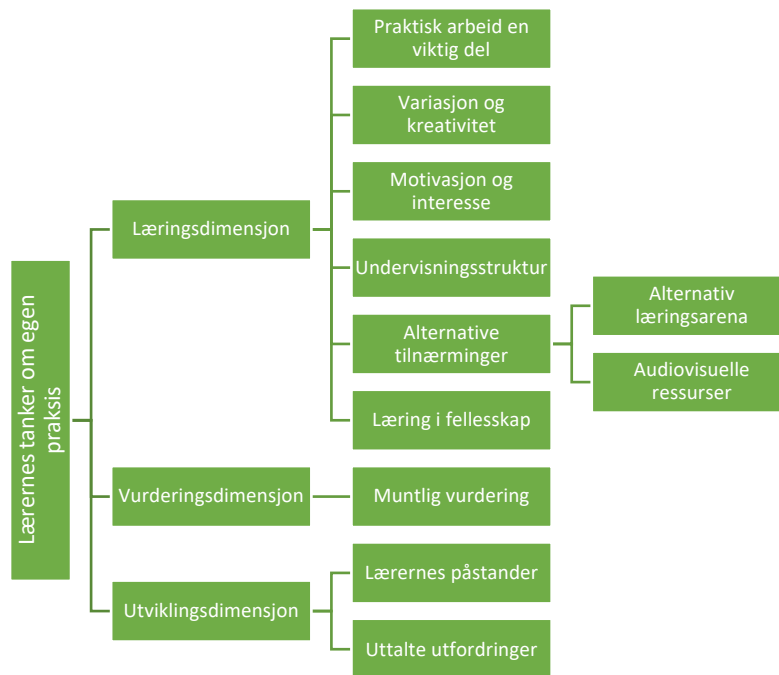 Lærernes tanker om egen
praksis
Læringsdimensjon
Praktisk arbeid en
viktig del
Variasjon og
kreativitet
Motivasjon og
interesse
Undervisningsstruktur
Alternative
tilnærminger
Alternativ
læringsarena
Audiovisuelle
ressurser
Læring i fellesskap
Vurderingsdimensjon
Muntlig vurdering
Utviklingsdimensjon
Lærernes påstander
Uttalte utfordringer